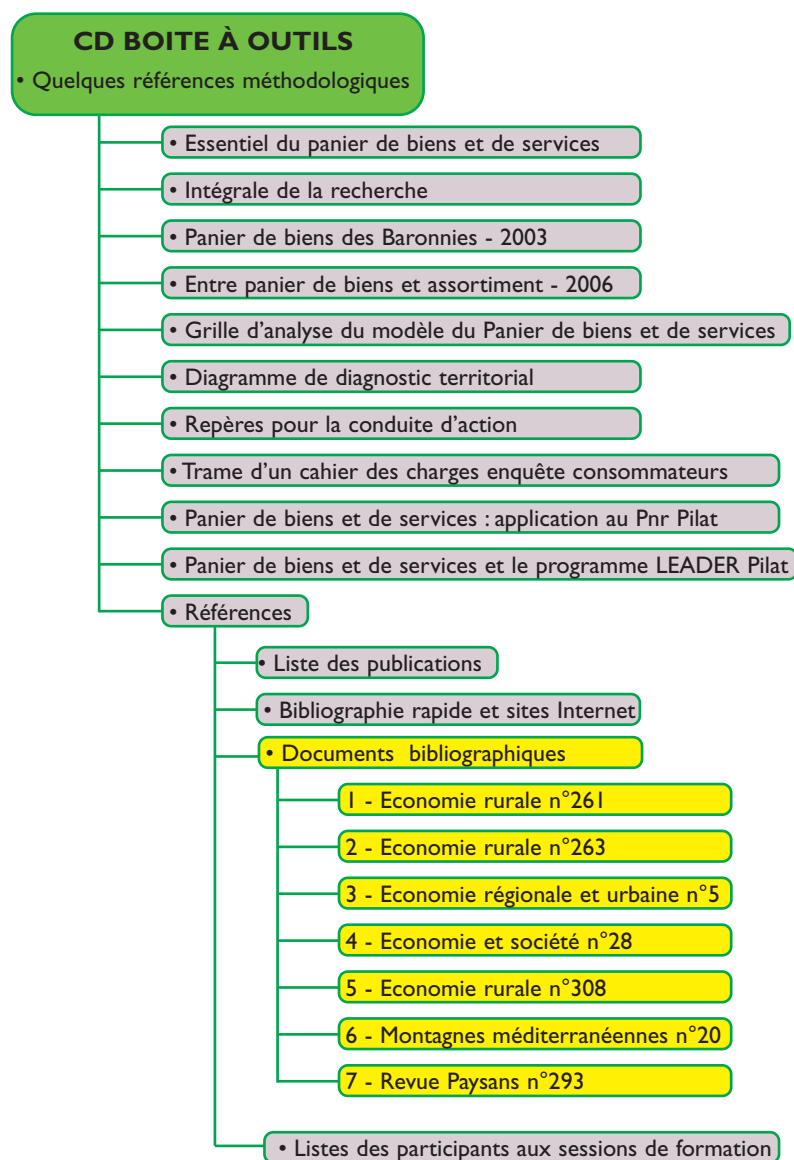 CD BOITE À OUTILS
• Quelques références méthodologiques
• Essentiel du panier de biens et de services
• Intégrale de la recherche
• Panier de biens des Baronnies - 2003
• Entre panier de biens et assortiment - 2006
• Grille d'analyse du modèle du Panier de biens et de services
• Diagramme de diagnostic territorial
• Repères pour la conduite d'action
• Trame d'un cahier des charges enquête consommateurs
• Panier de biens et de services : application au Pnr Pilat
• Panier de biens et de services et le programme LEADER Pilat
• Références
• Liste des publications
• Bibliographie rapide et sites Internet
• Documents bibliographiques
1 - Economie rurale n°261
2 - Economie rurale n°263
3 - Economie régionale et urbaine n°5
4 - Economie et société n°28
5 - Economie rurale n°308
6 - Montagnes méditerranéennes n°20
7 - Revue Paysans n°293
• Listes des participants aux sessions de formation